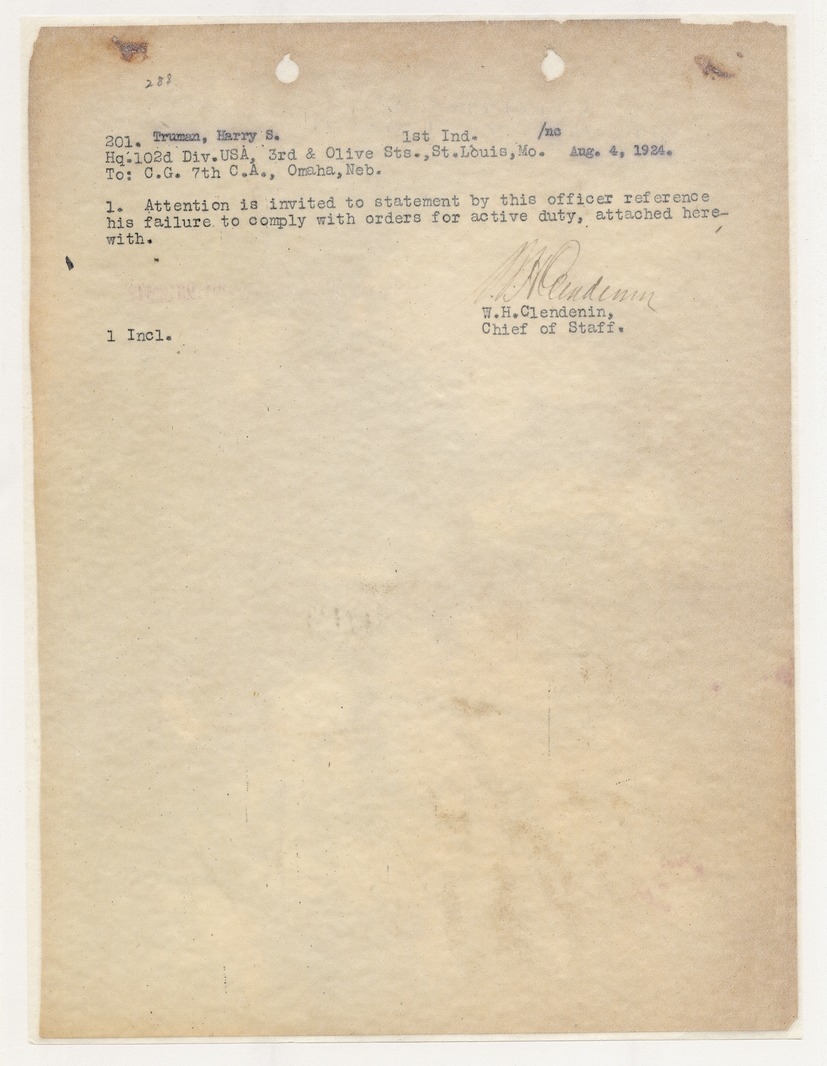 288
201. Truman, Harry S. 1st Ind. /nc
Hq.102d Div.USA, 3rd & Olive Sts.,St.Louis,Mo. Aug. 4, 1924.
To: C.G. 7th C.A., Omaha,Neb.
1. Attention is invited to statement by this officer reference
his failure to comply with orders for active duty, attached here-
with.
W.H.Clendenin
W.H.Clendenin,
Chief of Staff.
1 Incl.